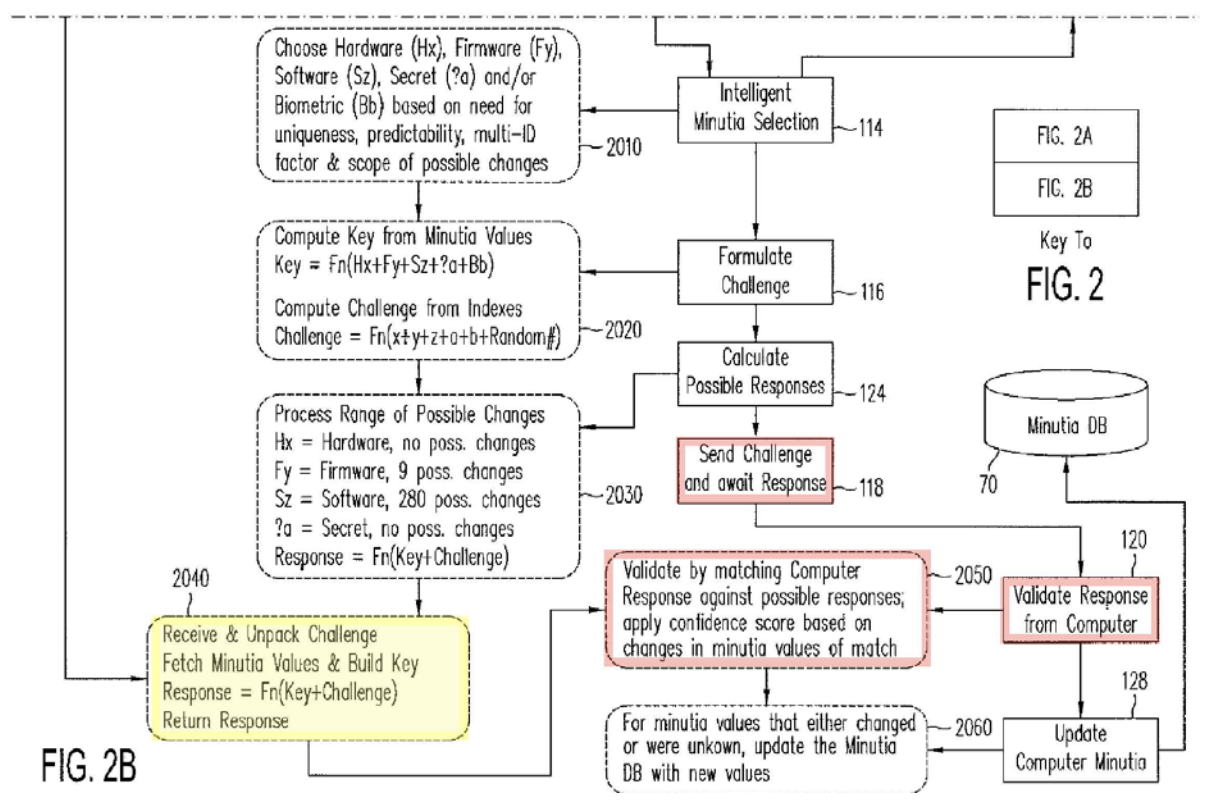 Choose Hardware (Hx), Firmware (Fy),
Software (Sz), Secret (?a) and/or
Biometric (Bb) based on need for
uniqueness, predictability, multi-ID
factor & scope of possible changes
2010
Intelligent
Minutia Selection
114
FIG. 2A
FIG. 2B
Key To
FIG. 2
Compute Key from Minutia Values
Key = Fn(Hx+Fy+Sz+?a+Bb)
Compute Challenge from Indexes
Challenge = Fn(x+y+z+a+b+Random#)
2020
Formulate
Challenge
116
Calculate
Possible Responses
124
Process Range of Possible Changes
Hx = Hardware, no poss. changes
Fy = Firmware, 9 poss. changes
Sz = Software, 280 poss. changes
?a = Secret, no poss. changes
Response = Fn(Key+Challenge)
2030
Send Challenge
and await Response
118
Minutia DB
70
2040
Receive & Unpack Challenge
Fetch Minutia Values & Build Key
Response = Fn(Key+Challenge)
Return Response
Validate by matching Computer
Response against possible responses;
apply confidence score based on
changes in minutia values of match
2050
120
Validate Response
from Computer
For minutia values that either changed
or were unkown, update the Minutia
DB with new values
2060
128
Update
Computer Minutia
FIG. 2B